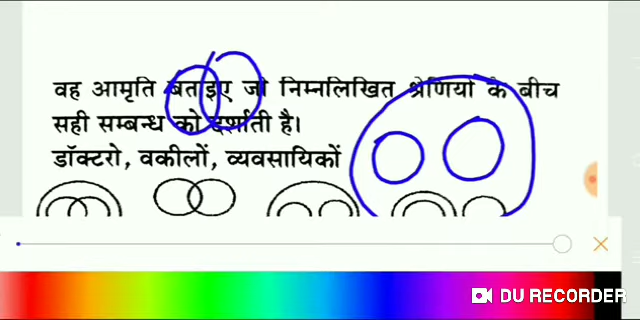 वह आमृति बताइए जो निम्नलिखित श्रेणियो के बीच
सही सम्बन्ध को दर्शाती है।
डॉक्टरो, वकीलों, व्यवसायिकों
DU RECORDER